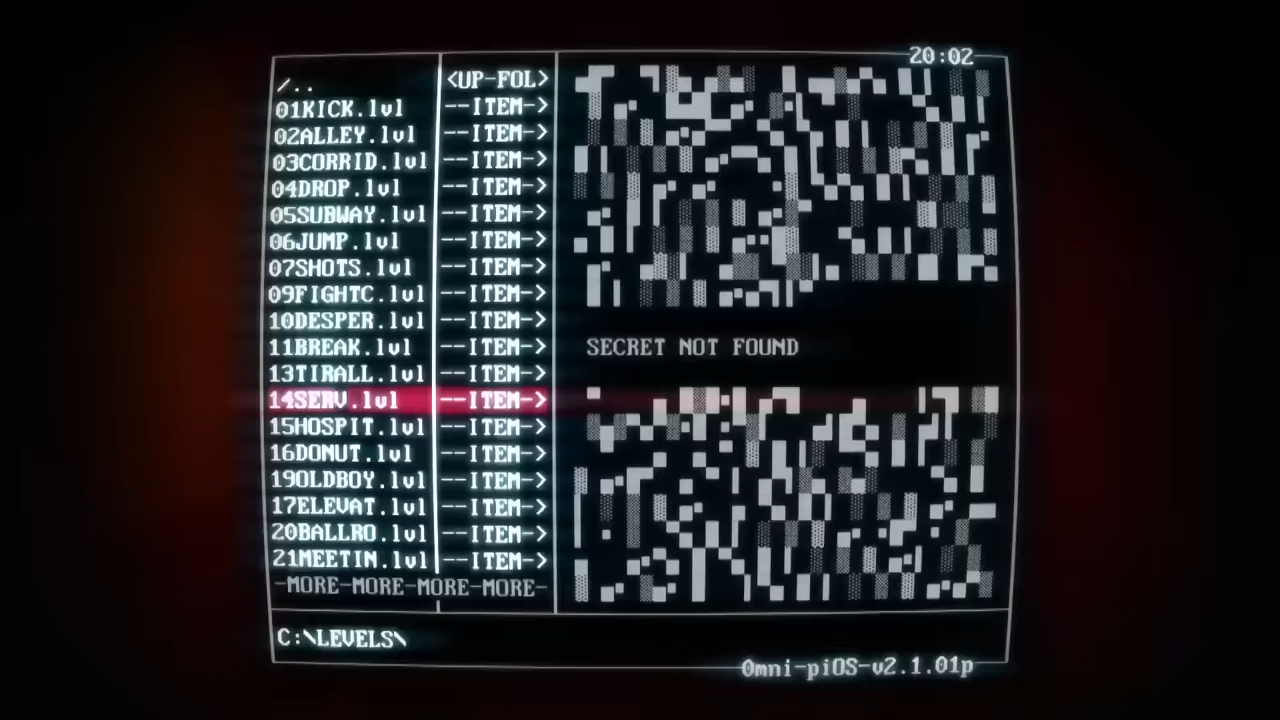 20:02
/.. <UP-FOL>
01KICK.lvl --ITEM->
02ALLEY.lvl --ITEM->
03CORRID.lvl --ITEM->
04DROP.lvl --ITEM->
05SUBWAY.lvl --ITEM->
06JUMP.lvl --ITEM->
07SHOTS.lvl --ITEM->
09FIGHTC.lvl --ITEM->
10DESPER.lvl --ITEM->
11BREAK.lvl --ITEM->
SECRET NOT FOUND
13TIRALL.lvl --ITEM->
14SERV.lvl --ITEM->
15HOSPIT.lvl --ITEM->
16DONUT.lvl --ITEM->
19OLDBOY.lvl --ITEM->
17ELEVAT.lvl --ITEM->
20BALLRO.lvl --ITEM->
21MEETIN.lvl --ITEM->
-MORE-MORE-MORE-MORE-
C:\LEVELS\
Omni-piOS-v2.1.01p